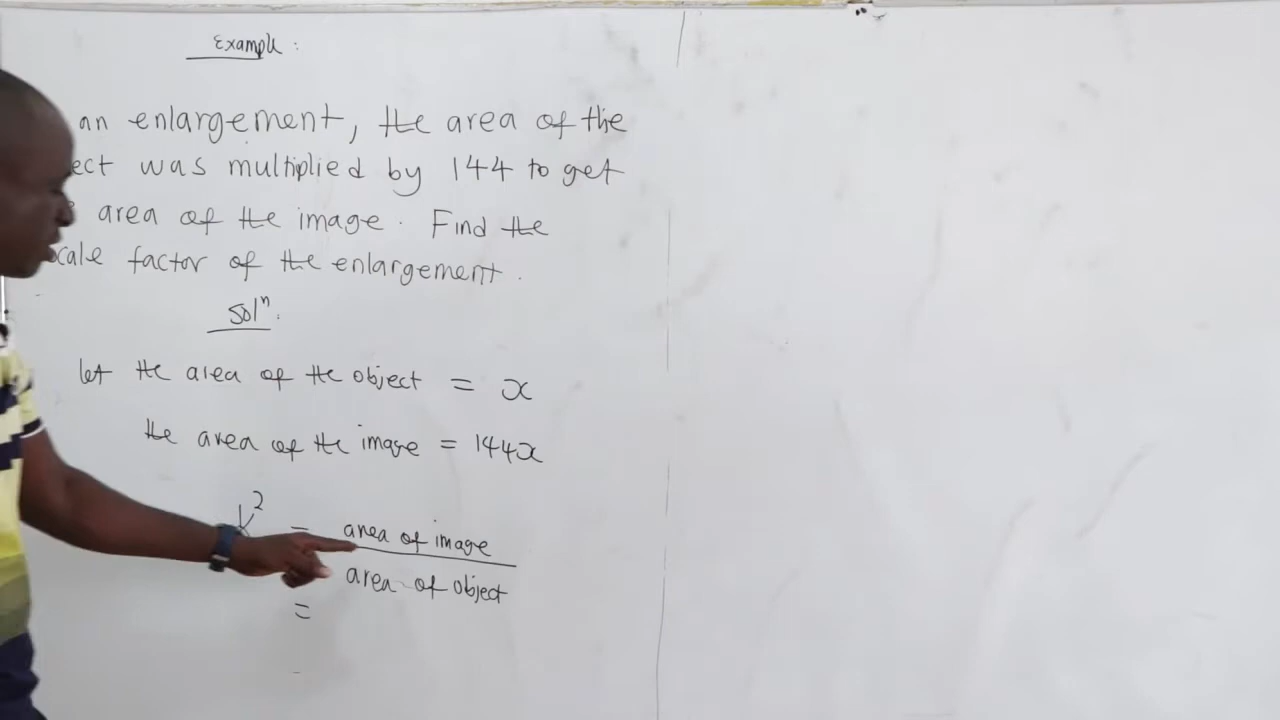 Example:
an enlargement, the area of the
ect was multiplied by 144 to get
area of the image. Find the
cale factor of the enlargement.
Solⁿ:
let the area of the object = x
the area of the image = 144x
k² = area of image
area of object
=